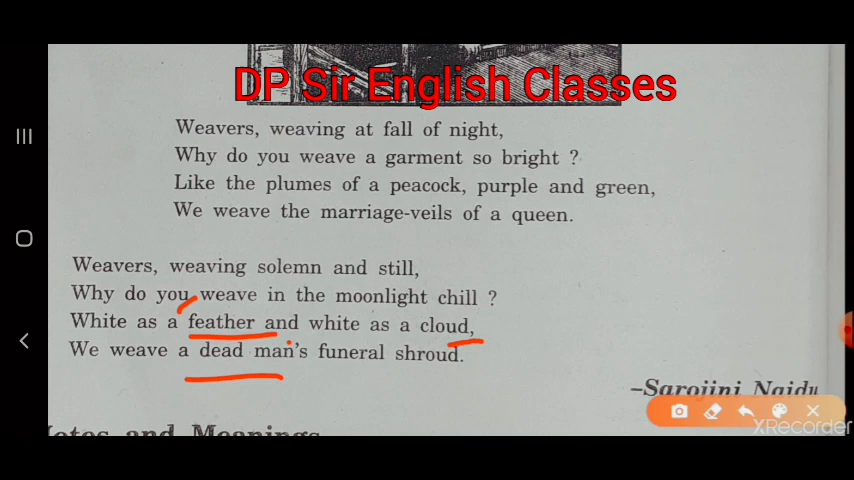 DP Sir English Classes
Weavers, weaving at fall of night,
Why do you weave a garment so bright ?
Like the plumes of a peacock, purple and green,
We weave the marriage-veils of a queen.
Weavers, weaving solemn and still,
Why do you weave in the moonlight chill ?
White as a feather and white as a cloud,
We weave a dead man's funeral shroud.
–Sarojini Naidu
XRecorder
Notes and Meanings